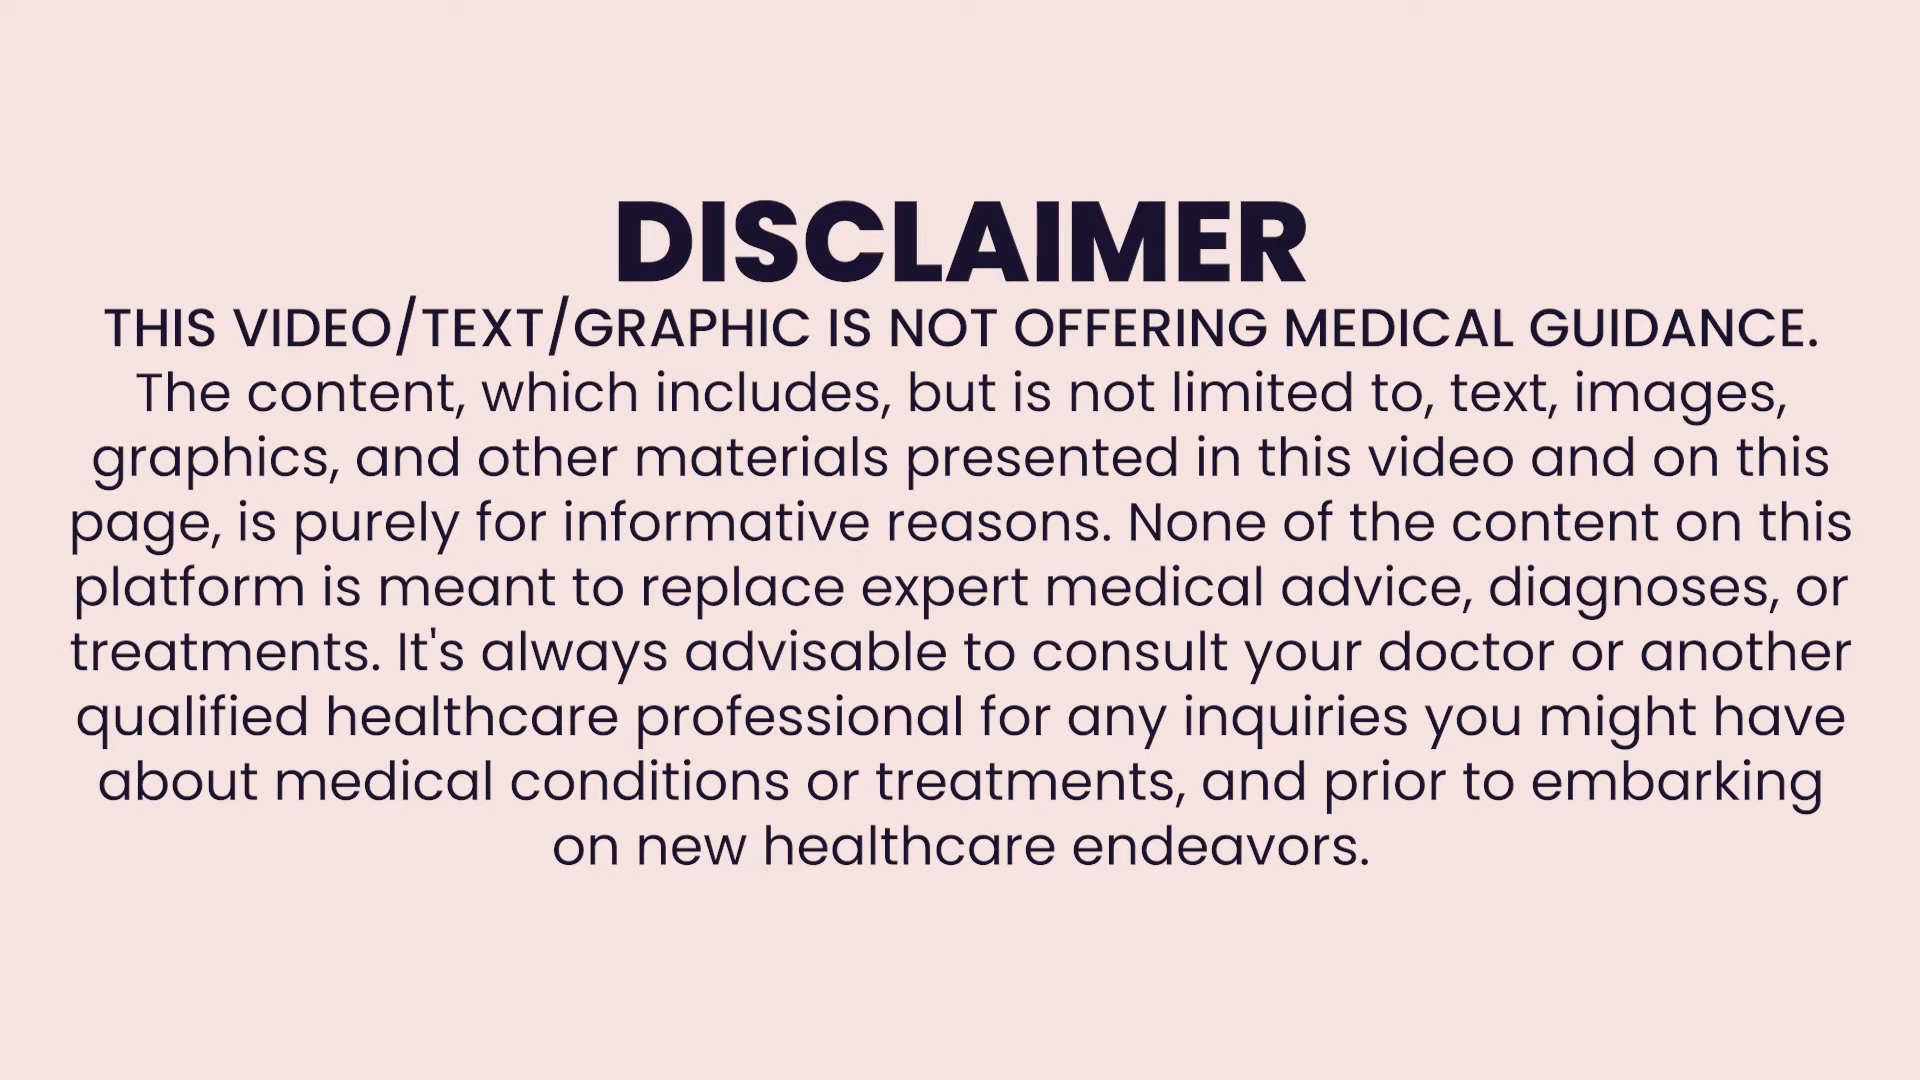 DISCLAIMER
THIS VIDEO/TEXT/GRAPHIC IS NOT OFFERING MEDICAL GUIDANCE.
The content, which includes, but is not limited to, text, images,
graphics, and other materials presented in this video and on this
page, is purely for informative reasons. None of the content on this
platform is meant to replace expert medical advice, diagnoses, or
treatments. It's always advisable to consult your doctor or another
qualified healthcare professional for any inquiries you might have
about medical conditions or treatments, and prior to embarking
on new healthcare endeavors.